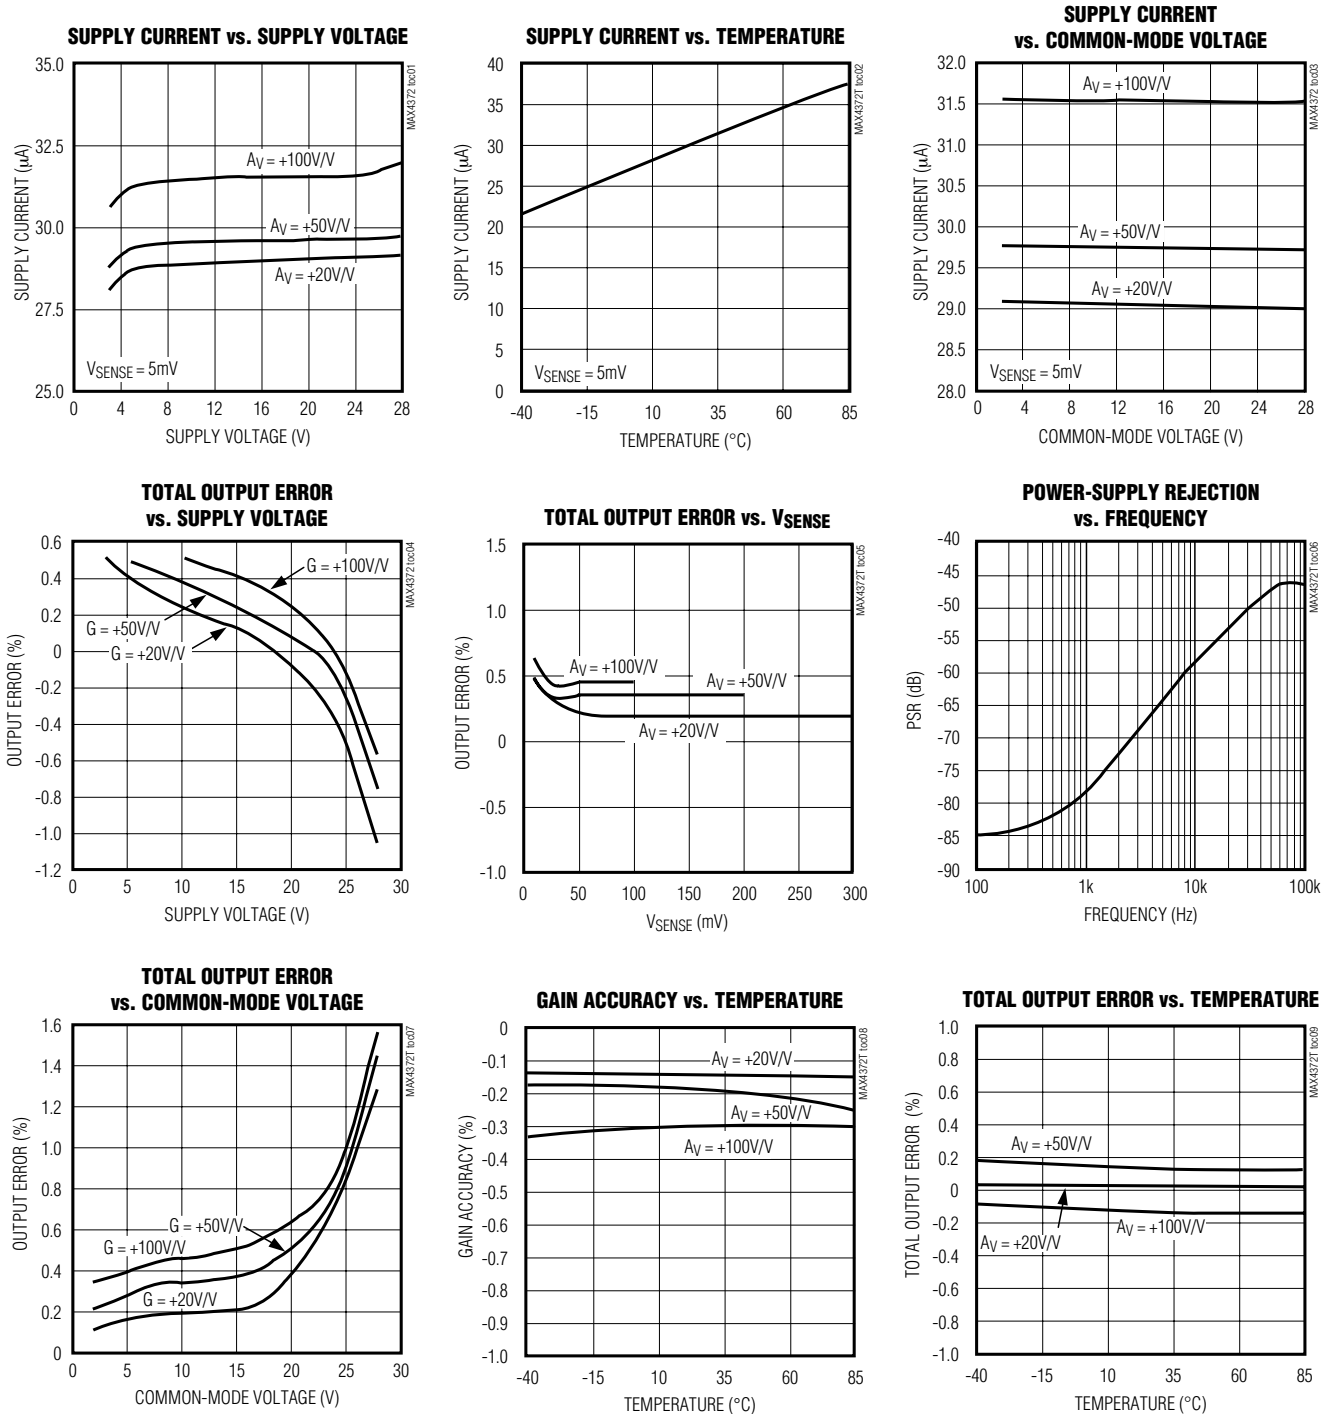 SUPPLY CURRENT vs. SUPPLY VOLTAGE
35.0
32.5
30.0
27.5
25.0
SUPPLY CURRENT (µA)
AV = +100V/V
AV = +50V/V
AV = +20V/V
VSENSE = 5mV
0 4 8 12 16 20 24 28
SUPPLY VOLTAGE (V)
MAX4372 toc01
SUPPLY CURRENT vs. TEMPERATURE
40
35
30
25
20
15
10
5
0
SUPPLY CURRENT (µA)
VSENSE = 5mV
-40 -15 10 35 60 85
TEMPERATURE (°C)
MAX4372T toc02
SUPPLY CURRENT
vs. COMMON-MODE VOLTAGE
32.0
31.5
31.0
30.5
30.0
29.5
29.0
28.5
28.0
SUPPLY CURRENT (µA)
AV = +100V/V
AV = +50V/V
AV = +20V/V
VSENSE = 5mV
0 4 8 12 16 20 24 28
COMMON-MODE VOLTAGE (V)
MAX4372 toc03
TOTAL OUTPUT ERROR
vs. SUPPLY VOLTAGE
0.6
0.4
0.2
0
-0.2
-0.4
-0.6
-0.8
-1.0
-1.2
OUTPUT ERROR (%)
G = +100V/V
G = +50V/V
G = +20V/V
0 5 10 15 20 25 30
SUPPLY VOLTAGE (V)
MAX4372 toc04
TOTAL OUTPUT ERROR vs. VSENSE
1.5
1.0
0.5
0
-0.5
-1.0
OUTPUT ERROR (%)
AV = +100V/V
AV = +50V/V
AV = +20V/V
0 50 100 150 200 250 300
VSENSE (mV)
MAX4372T toc05
POWER-SUPPLY REJECTION
vs. FREQUENCY
-40
-45
-50
-55
-60
-65
-70
-75
-80
-85
-90
PSR (dB)
100 1k 10k 100k
FREQUENCY (Hz)
MAX4372T toc06
TOTAL OUTPUT ERROR
vs. COMMON-MODE VOLTAGE
1.6
1.4
1.2
1.0
0.8
0.6
0.4
0.2
0
OUTPUT ERROR (%)
G = +50V/V
G = +100V/V
G = +20V/V
0 5 10 15 20 25 30
COMMON-MODE VOLTAGE (V)
MAX4372T toc07
GAIN ACCURACY vs. TEMPERATURE
0
-0.1
-0.2
-0.3
-0.4
-0.5
-0.6
-0.7
-0.8
-0.9
-1.0
GAIN ACCURACY (%)
AV = +20V/V
AV = +50V/V
AV = +100V/V
-40 -15 10 35 60 85
TEMPERATURE (°C)
MAX4372T toc08
TOTAL OUTPUT ERROR vs. TEMPERATURE
1.0
0.8
0.6
0.4
0.2
0
-0.2
-0.4
-0.6
-0.8
-1.0
TOTAL OUTPUT ERROR (%)
AV = +50V/V
AV = +100V/V
AV = +20V/V
-40 -15 10 35 60 85
TEMPERATURE (°C)
MAX4372T toc09